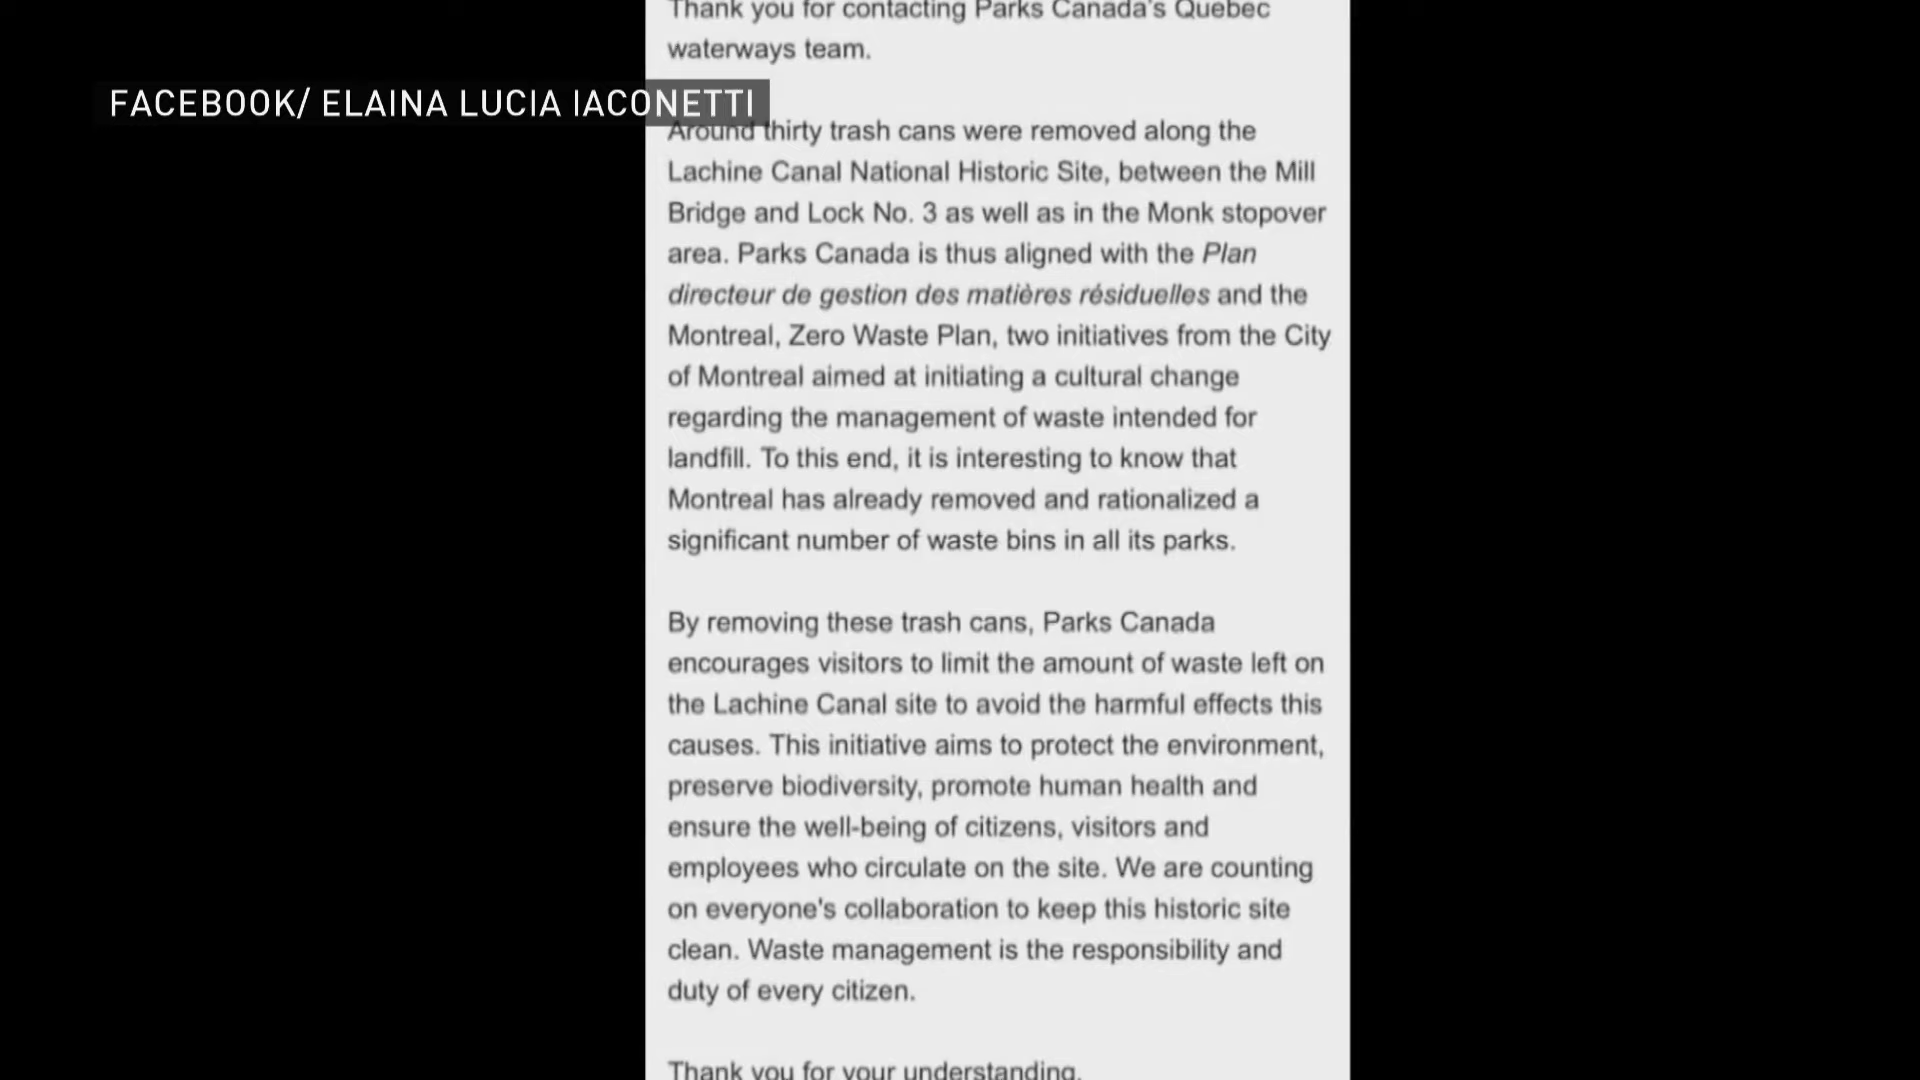 Thank you for contacting Parks Canada's Quebec
waterways team.
FACEBOOK/ ELAINA LUCIA IACONETTI
Around thirty trash cans were removed along the
Lachine Canal National Historic Site, between the Mill
Bridge and Lock No. 3 as well as in the Monk stopover
area. Parks Canada is thus aligned with the Plan
directeur de gestion des matières résiduelles and the
Montreal, Zero Waste Plan, two initiatives from the City
of Montreal aimed at initiating a cultural change
regarding the management of waste intended for
landfill. To this end, it is interesting to know that
Montreal has already removed and rationalized a
significant number of waste bins in all its parks.
By removing these trash cans, Parks Canada
encourages visitors to limit the amount of waste left on
the Lachine Canal site to avoid the harmful effects this
causes. This initiative aims to protect the environment,
preserve biodiversity, promote human health and
ensure the well-being of citizens, visitors and
employees who circulate on the site. We are counting
on everyone's collaboration to keep this historic site
clean. Waste management is the responsibility and
duty of every citizen.
Thank you for your understanding.